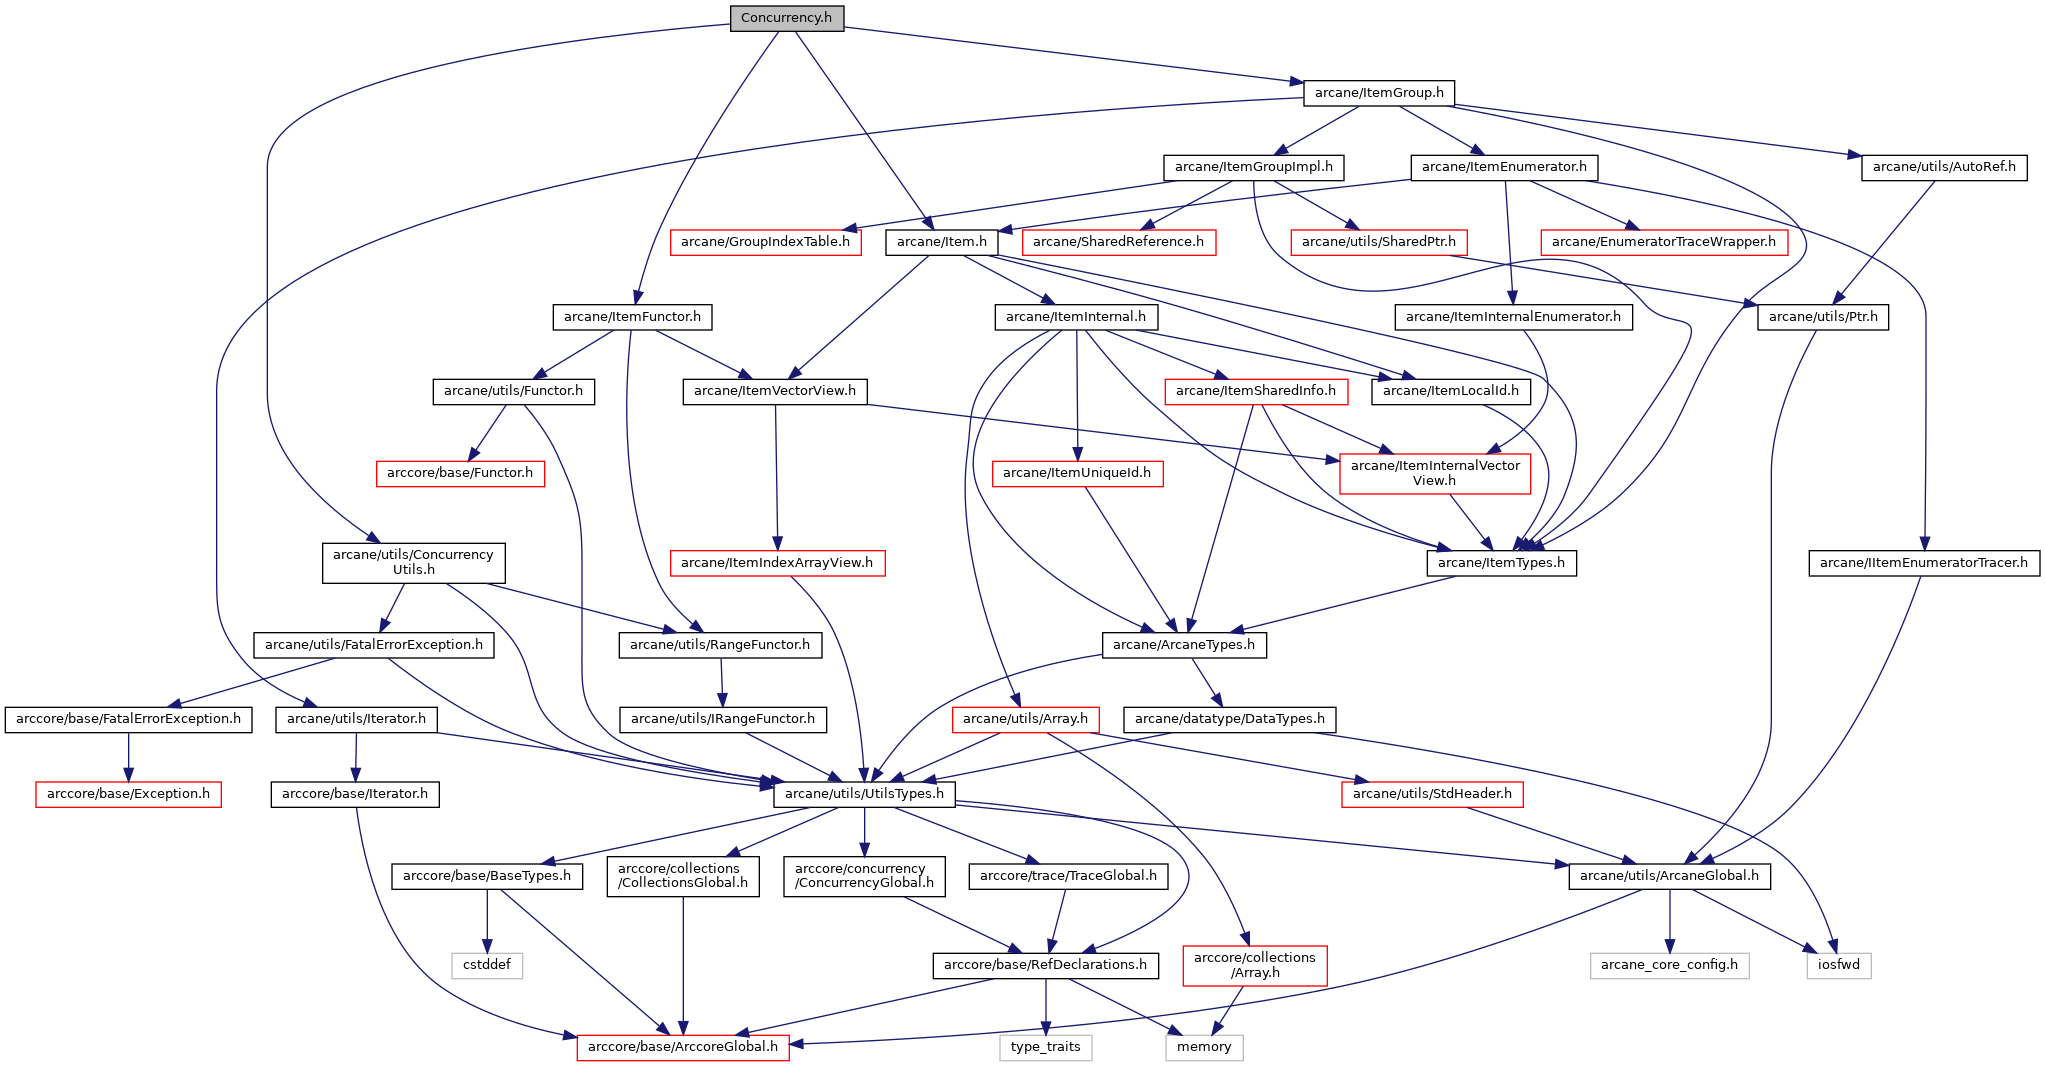 Concurrency.h
arcane/ItemGroup.h
arcane/ItemGroupImpl.h
arcane/ItemEnumerator.h
arcane/utils/AutoRef.h
arcane/GroupIndexTable.h
arcane/Item.h
arcane/SharedReference.h
arcane/utils/SharedPtr.h
arcane/EnumeratorTraceWrapper.h
arcane/ItemFunctor.h
arcane/ItemInternal.h
arcane/ItemInternalEnumerator.h
arcane/utils/Ptr.h
arcane/utils/Functor.h
arcane/ItemVectorView.h
arcane/ItemSharedInfo.h
arcane/ItemLocalId.h
arccore/base/Functor.h
arcane/ItemUniqueId.h
arcane/ItemInternalVector
View.h
arcane/utils/Concurrency
Utils.h
arcane/ItemIndexArrayView.h
arcane/ItemTypes.h
arcane/IItemEnumeratorTracer.h
arcane/utils/FatalErrorException.h
arcane/utils/RangeFunctor.h
arcane/ArcaneTypes.h
arccore/base/FatalErrorException.h
arcane/utils/Iterator.h
arcane/utils/IRangeFunctor.h
arcane/utils/Array.h
arcane/datatype/DataTypes.h
arccore/base/Exception.h
arccore/base/Iterator.h
arcane/utils/UtilsTypes.h
arcane/utils/StdHeader.h
arccore/base/BaseTypes.h
arccore/collections
/CollectionsGlobal.h
arccore/concurrency
/ConcurrencyGlobal.h
arccore/trace/TraceGlobal.h
arcane/utils/ArcaneGlobal.h
cstddef
arccore/base/RefDeclarations.h
arccore/collections
/Array.h
arcane_core_config.h
iosfwd
arccore/base/ArccoreGlobal.h
type_traits
memory